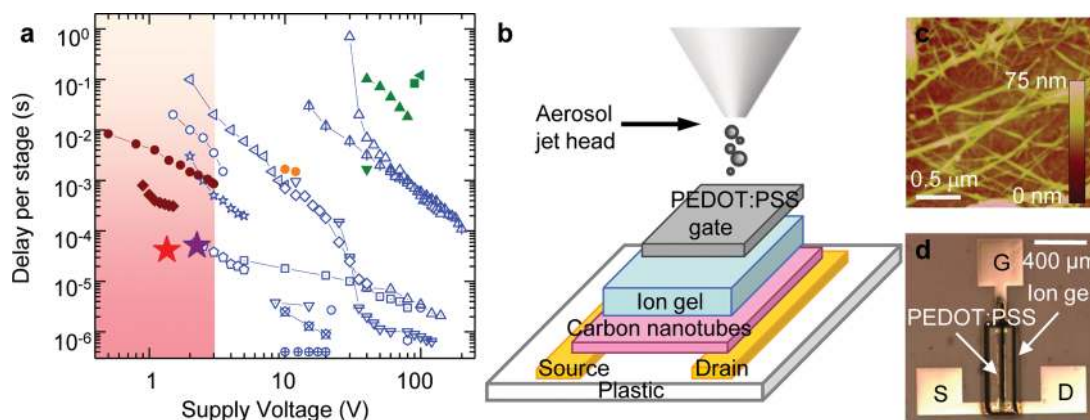 a
Delay per stage (s)
10⁰
10⁻¹
10⁻²
10⁻³
10⁻⁴
10⁻⁵
10⁻⁶
1
10
100
Supply Voltage (V)
b
Aerosol
jet head
PEDOT:PSS
gate
Ion gel
Carbon nanotubes
Source
Drain
Plastic
c
75 nm
0.5 μm
0 nm
d
G
400 μm
Ion gel
PEDOT:PSS
S
D